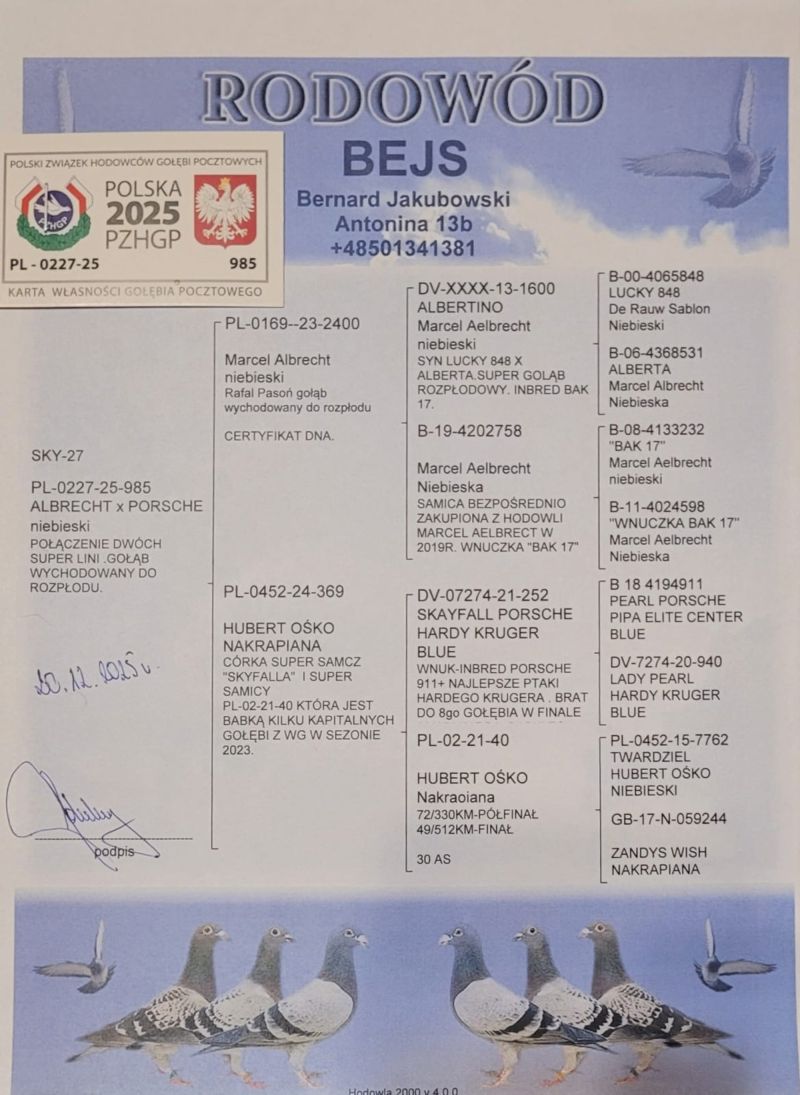 RODOWÓD
BEJS
Bernard Jakubowski
Antonina 13b
+48501341381
POLSKI ZWIĄZEK HODOWCÓW GOŁĘBI POCZTOWYCH
PZHGP
POLSKA
2025
PZHGP
PL - 0227-25
985
KARTA WŁASNOŚCI GOŁĘBIA POCZTOWEGO
SKY-27
PL-0227-25-985
ALBRECHT x PORSCHE
niebieski
POŁĄCZENIE DWÓCH
SUPER LINI .GOŁĄB
WYCHODOWANY DO
ROZPŁODU.
20.12.2025 r.
podpis
PL-0169--23-2400
Marcel Albrecht
niebieski
Rafal Pasoń gołąb
wychodowany do rozpłodu
CERTYFIKAT DNA.
PL-0452-24-369
HUBERT OŚKO
NAKRAPIANA
CÓRKA SUPER SAMCZ
"SKYFALLA" I SUPER
SAMICY
PL-02-21-40 KTÓRA JEST
BABKĄ KILKU KAPITALNYCH
GOŁĘBI Z WG W SEZONIE
2023.
DV-XXXX-13-1600
ALBERTINO
Marcel Aelbrecht
niebieski
SYN LUCKY 848 X
ALBERTA.SUPER GOLĄB
ROZPŁODOWY. INBRED BAK
17.
B-19-4202758
Marcel Aelbrecht
Niebieska
SAMICA BEZPOŚREDNIO
ZAKUPIONA Z HODOWLI
MARCEL AELBRECT W
2019R. WNUCZKA "BAK 17"
DV-07274-21-252
SKAYFALL PORSCHE
HARDY KRUGER
BLUE
WNUK-INBRED PORSCHE
911+ NAJLEPSZE PTAKI
HARDEGO KRUGERA . BRAT
DO 8go GOŁĘBIA W FINALE
PL-02-21-40
HUBERT OŚKO
Nakraoiana
72/330KM-PÓŁFINAŁ
49/512KM-FINAŁ
30 AS
B-00-4065848
LUCKY 848
De Rauw Sablon
Niebieski
B-06-4368531
ALBERTA
Marcel Albrecht
Niebieska
B-08-4133232
"BAK 17"
Marcel Aelbrecht
niebieski
B-11-4024598
"WNUCZKA BAK 17"
Marcel Aelbrecht
Niebieska
B 18 4194911
PEARL PORSCHE
PIPA ELITE CENTER
BLUE
DV-7274-20-940
LADY PEARL
HARDY KRUGER
BLUE
PL-0452-15-7762
TWARDZIEL
HUBERT OŚKO
NIEBIESKI
GB-17-N-059244
ZANDYS WISH
NAKRAPIANA
Hodowla 2000 v 4.0.0